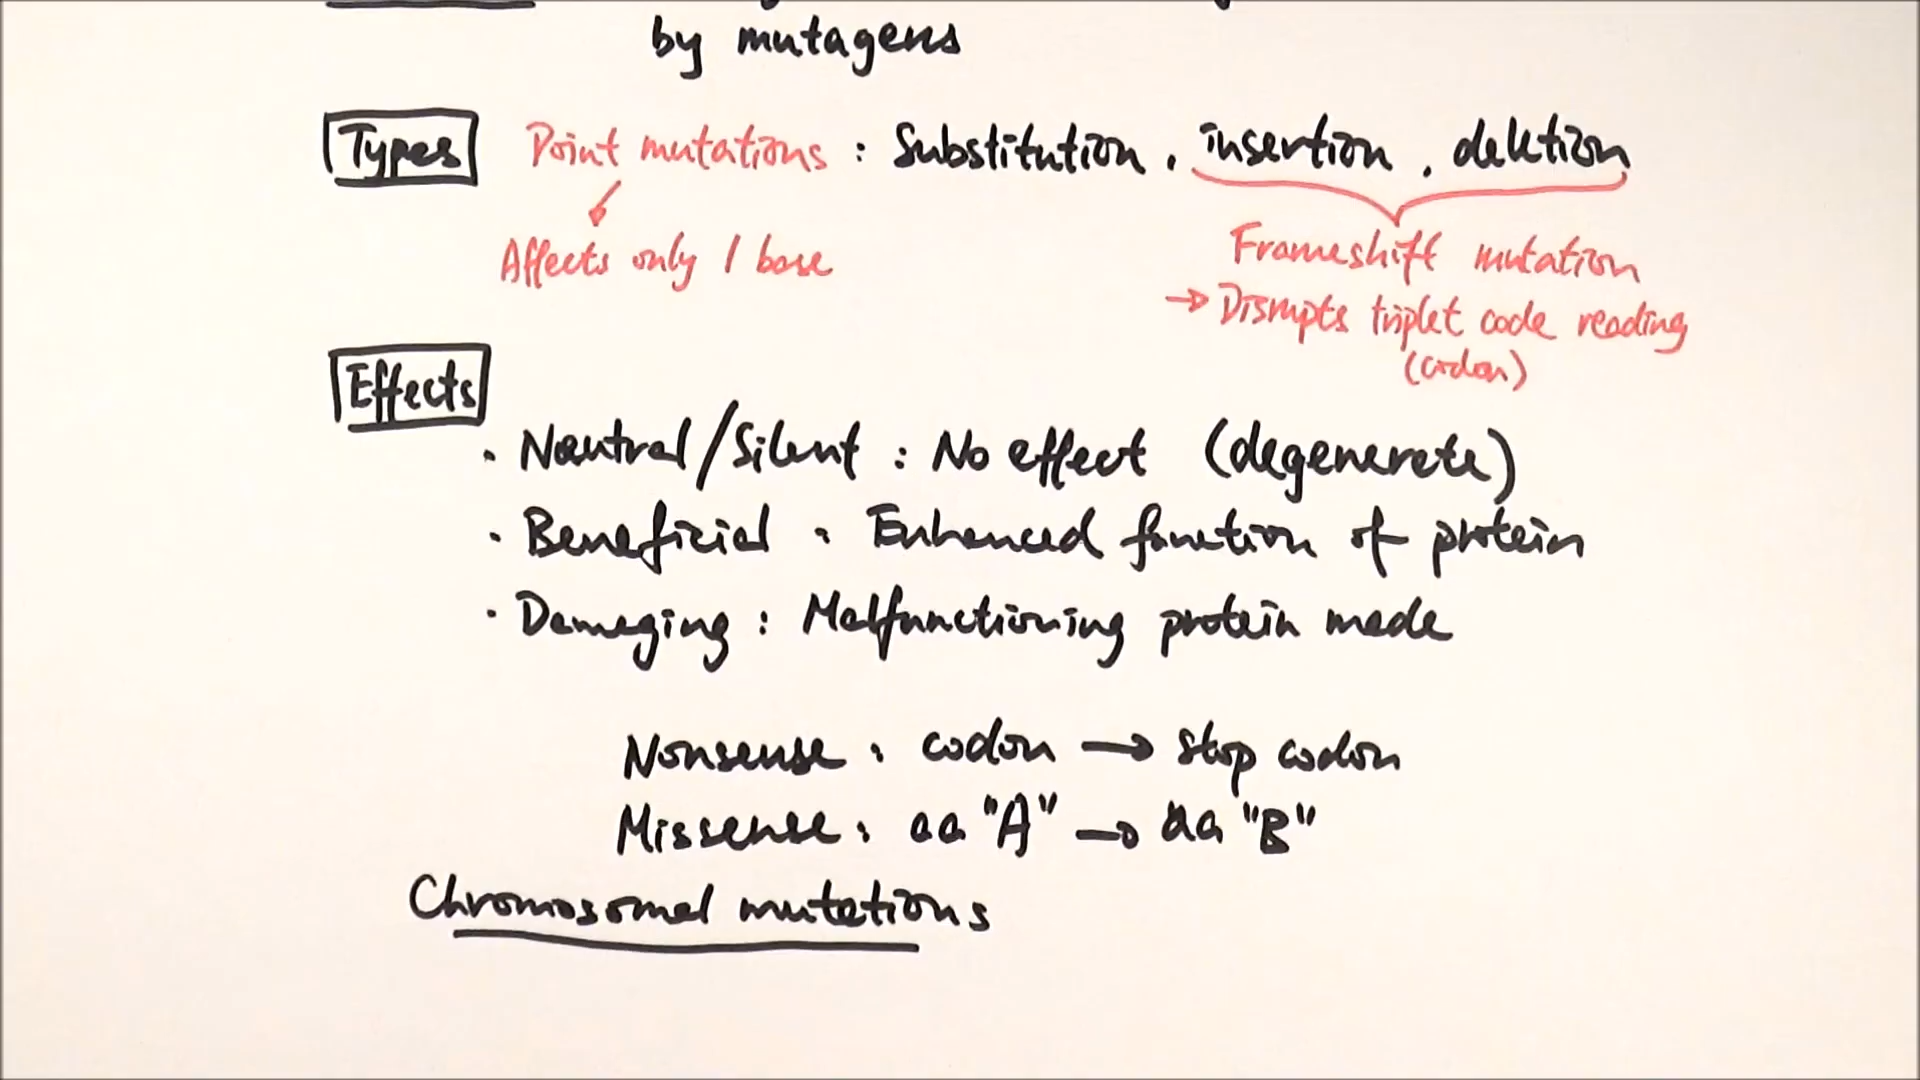 by mutagens
Types Point mutations : Substitution, insertion, deletion
Affects only 1 base
Frameshift mutation
→ Disrupts triplet code reading
(codon)
Effects
· Neutral/Silent : No effect (degenerate)
· Beneficial : Enhanced function of protein
· Damaging : Malfunctioning protein made
Nonsense : codon → stop codon
Missense : aa "A" → aa "B"
Chromosomal mutations